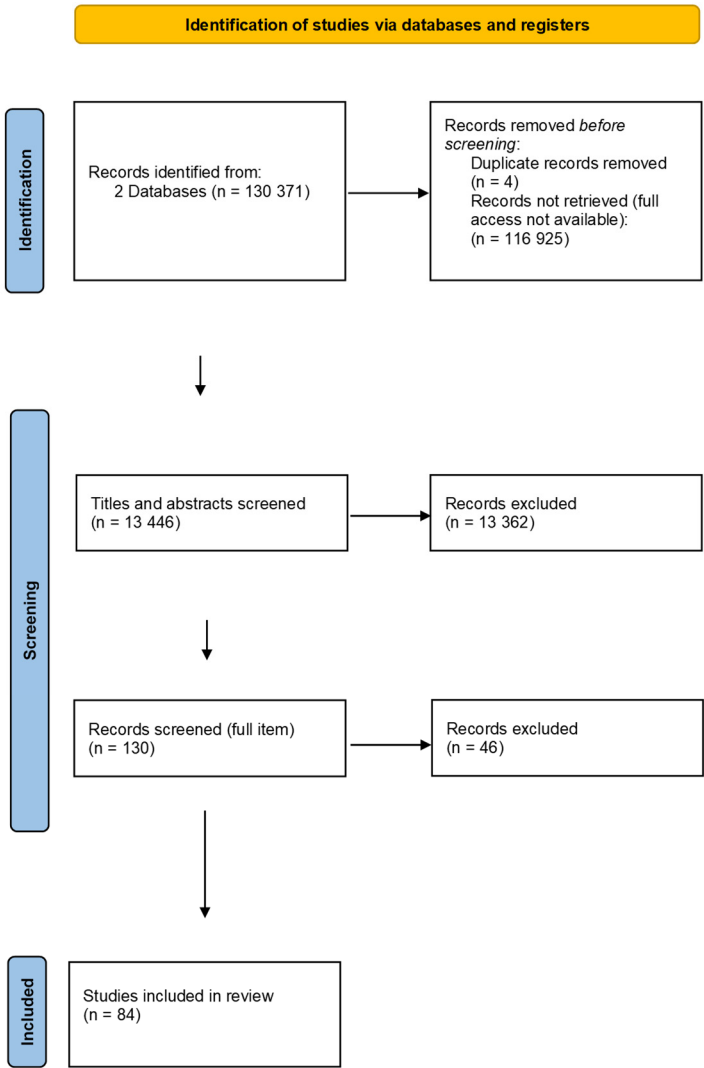 Identification of studies via databases and registers
Identification
Records identified from:
2 Databases (n = 130 371)
Records removed before
screening:
Duplicate records removed
(n = 4)
Records not retrieved (full
access not available):
(n = 116 925)
Screening
Titles and abstracts screened
(n = 13 446)
Records excluded
(n = 13 362)
Records screened (full item)
(n = 130)
Records excluded
(n = 46)
Included
Studies included in review
(n = 84)